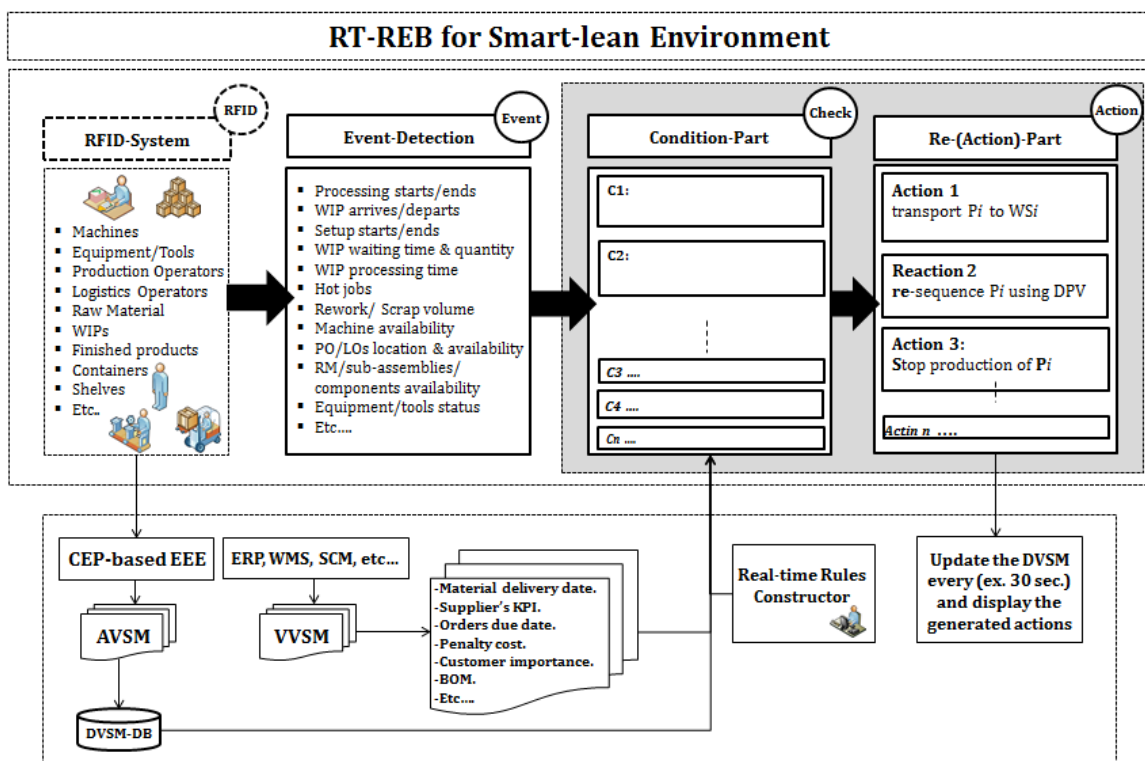 RT-REB for Smart-lean Environment
RFID
RFID-System
▪ Machines
▪ Equipment/Tools
▪ Production Operators
▪ Logistics Operators
▪ Raw Material
▪ WIPs
▪ Finished products
▪ Containers
▪ Shelves
▪ Etc..
Event
Event-Detection
▪ Processing starts/ends
▪ WIP arrives/departs
▪ Setup starts/ends
▪ WIP waiting time & quantity
▪ WIP processing time
▪ Hot jobs
▪ Rework/ Scrap volume
▪ Machine availability
▪ PO/LOs location & availability
▪ RM/sub-assemblies/
components availability
▪ Equipment/tools status
▪ Etc....
Check
Condition-Part
C1:
C2:
C3 ....
C4 ....
Cn ....
Action
Re-(Action)-Part
Action 1
transport Pi to WSi
Reaction 2
re-sequence Pi using DPV
Action 3:
Stop production of Pi
Actin n ....
CEP-based EEE
AVSM
DVSM-DB
ERP, WMS, SCM, etc...
VVSM
-Material delivery date.
-Supplier's KPI.
-Orders due date.
-Penalty cost.
-Customer importance.
-BOM.
-Etc....
Real-time Rules
Constructor
Update the DVSM
every (ex. 30 sec.)
and display the
generated actions